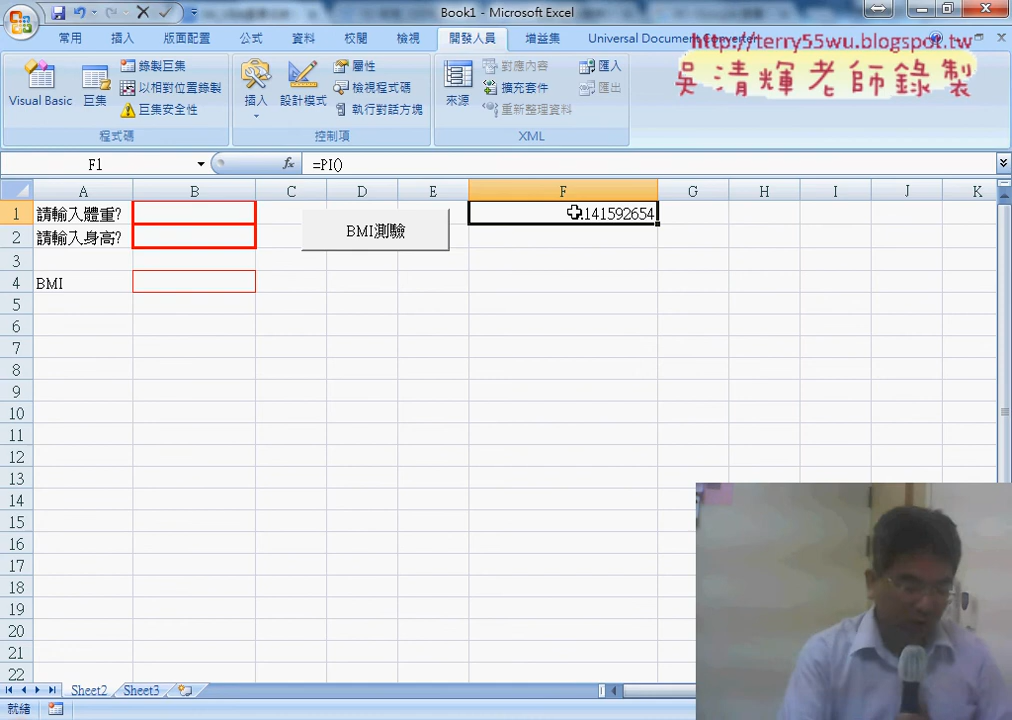 Book1 - Microsoft Excel
常用 插入 版面配置 公式 資料 校閱 檢視 開發人員 增益集 Universal Document Converter
http://terry55wu.blogspot.tw
吳清輝老師錄製
Visual Basic
巨集
錄製巨集
以相對位置錄製
巨集安全性
程式碼
插入
設計模式
屬性
檢視程式碼
執行對話方塊
控制項
來源
對應內容
擴充套件
重新整理資料
匯入
匯出
XML
F1
fx
=PI()
A B C D E F G H I J K
1 請輸入體重? .141592654
2 請輸入身高?
BMI測驗
3
4 BMI
5
6
7
8
9
10
11
12
13
14
15
16
17
18
19
20
21
22
Sheet2 Sheet3
就緒